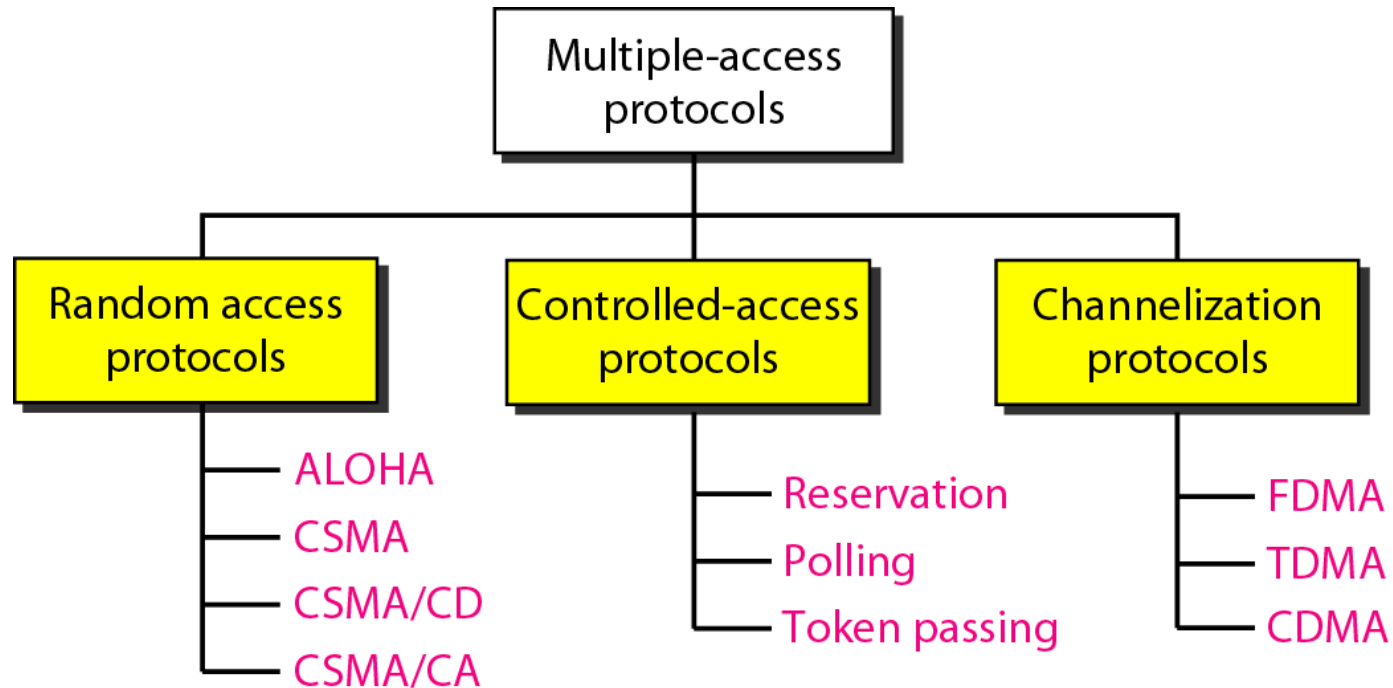 Multiple-access
protocols
Random access
protocols
Controlled-access
protocols
Channelization
protocols
ALOHA
CSMA
CSMA/CD
CSMA/CA
Reservation
Polling
Token passing
FDMA
TDMA
CDMA